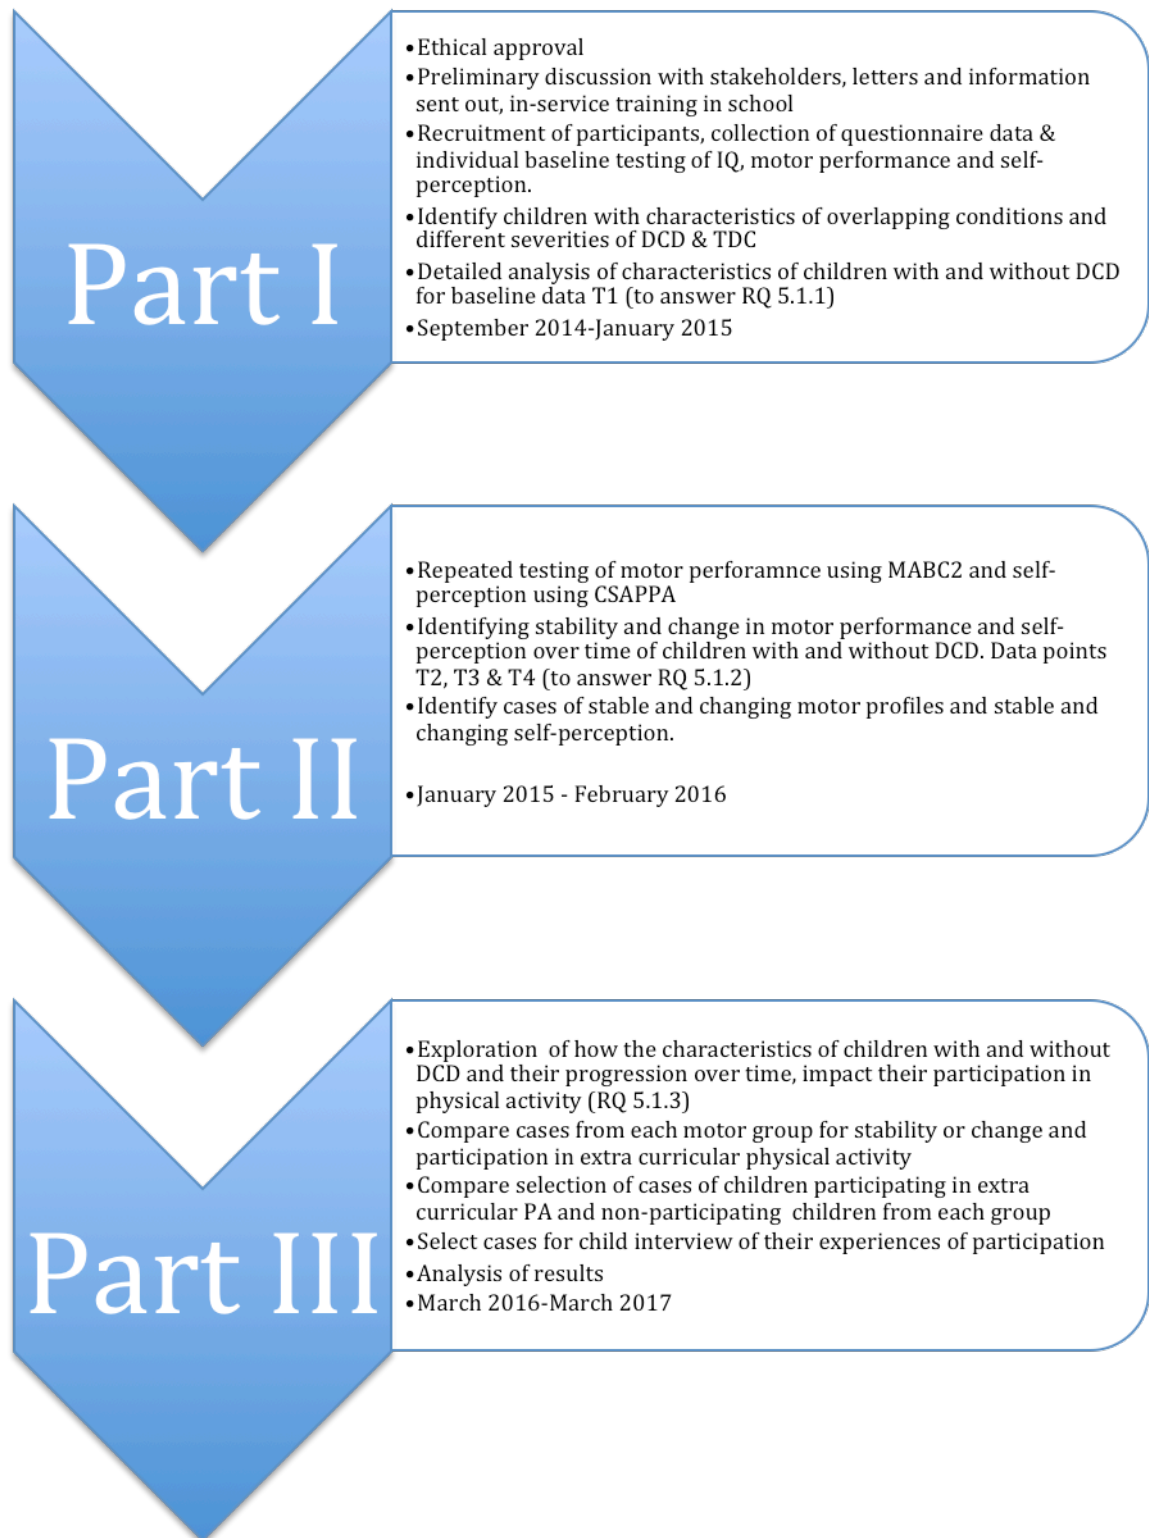 Part I
•Ethical approval
•Preliminary discussion with stakeholders, letters and information
sent out, in-service training in school
•Recruitment of participants, collection of questionnaire data &
individual baseline testing of IQ, motor performance and self-
perception.
•Identify children with characteristics of overlapping conditions and
different severities of DCD & TDC
•Detailed analysis of characteristics of children with and without DCD
for baseline data T1 (to answer RQ 5.1.1)
•September 2014-January 2015
Part II
•Repeated testing of motor perforamnce using MABC2 and self-
perception using CSAPPA
•Identifying stability and change in motor performance and self-
perception over time of children with and without DCD. Data points
T2, T3 & T4 (to answer RQ 5.1.2)
•Identify cases of stable and changing motor profiles and stable and
changing self-perception.
•January 2015 - February 2016
Part III
•Exploration  of how the characteristics of children with and without
DCD and their progression over time, impact their participation in
physical activity (RQ 5.1.3)
•Compare cases from each motor group for stability or change and
participation in extra curricular physical activity
•Compare selection of cases of children participating in extra
curricular PA and non-participating  children from each group
•Select cases for child interview of their experiences of participation
•Analysis of results
•March 2016-March 2017